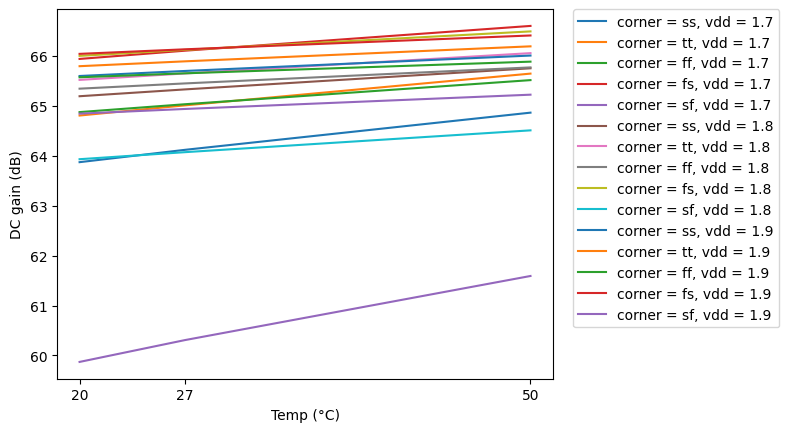 66
65
64
63
62
61
60
20
27
50
DC gain (dB)
Temp (°C)
corner = ss, vdd = 1.7
corner = tt, vdd = 1.7
corner = ff, vdd = 1.7
corner = fs, vdd = 1.7
corner = sf, vdd = 1.7
corner = ss, vdd = 1.8
corner = tt, vdd = 1.8
corner = ff, vdd = 1.8
corner = fs, vdd = 1.8
corner = sf, vdd = 1.8
corner = ss, vdd = 1.9
corner = tt, vdd = 1.9
corner = ff, vdd = 1.9
corner = fs, vdd = 1.9
corner = sf, vdd = 1.9